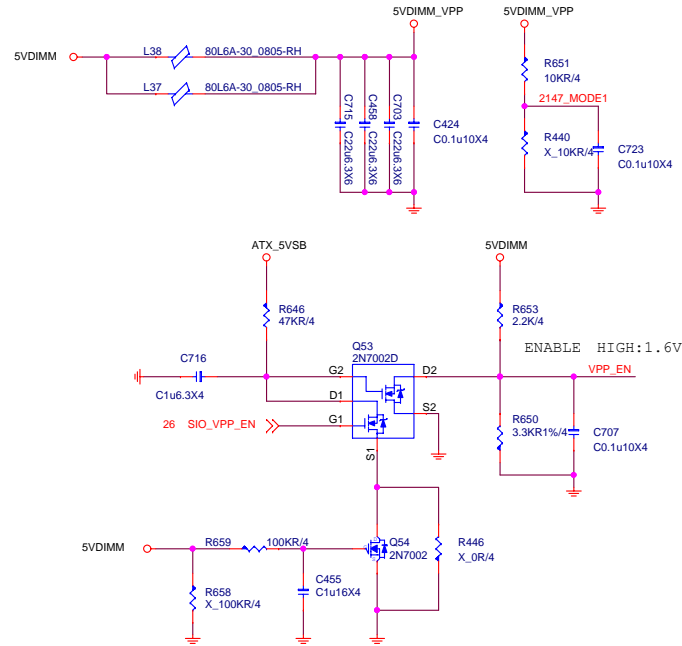 5VDIMM_VPP
5VDIMM_VPP
5VDIMM
L38
80L6A-30_0805-RH
L37
80L6A-30_0805-RH
C715
C22u6.3X6
C458
C22u6.3X6
C703
C22u6.3X6
C424
C0.1u10X4
R651
10KR/4
2147_MODE1
R440
X_10KR/4
C723
C0.1u10X4
ATX_5VSB
5VDIMM
R646
47KR/4
R653
2.2K/4
Q53
2N7002D
ENABLE HIGH:1.6V
C716
C1u6.3X4
G2
D2
VPP_EN
D1
S2
26 SIO_VPP_EN
G1
S1
R650
3.3KR1%/4
C707
C0.1u10X4
5VDIMM
R659
100KR/4
Q54
2N7002
R446
X_0R/4
R658
X_100KR/4
C455
C1u16X4